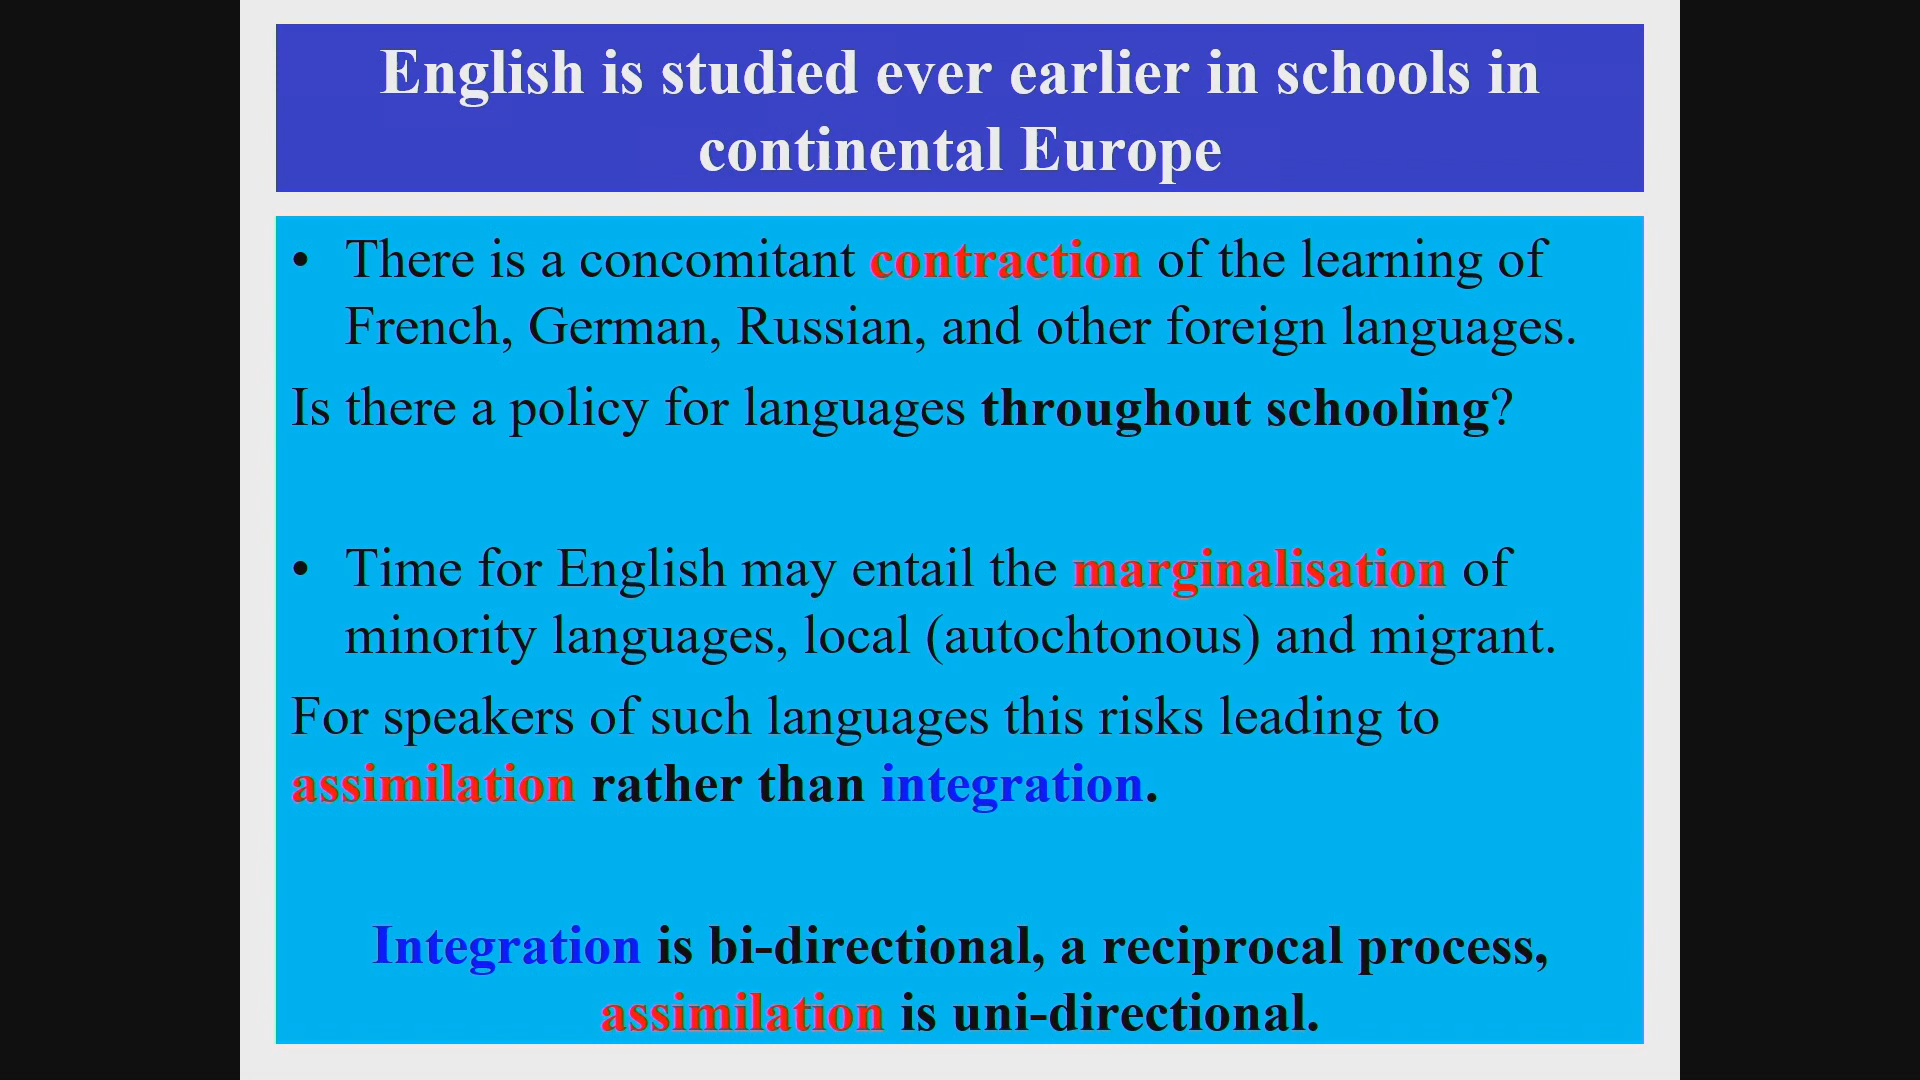 English is studied ever earlier in schools in
continental Europe
• There is a concomitant contraction of the learning of
French, German, Russian, and other foreign languages.
Is there a policy for languages throughout schooling?
• Time for English may entail the marginalisation of
minority languages, local (autochtonous) and migrant.
For speakers of such languages this risks leading to
assimilation rather than integration.
Integration is bi-directional, a reciprocal process,
assimilation is uni-directional.